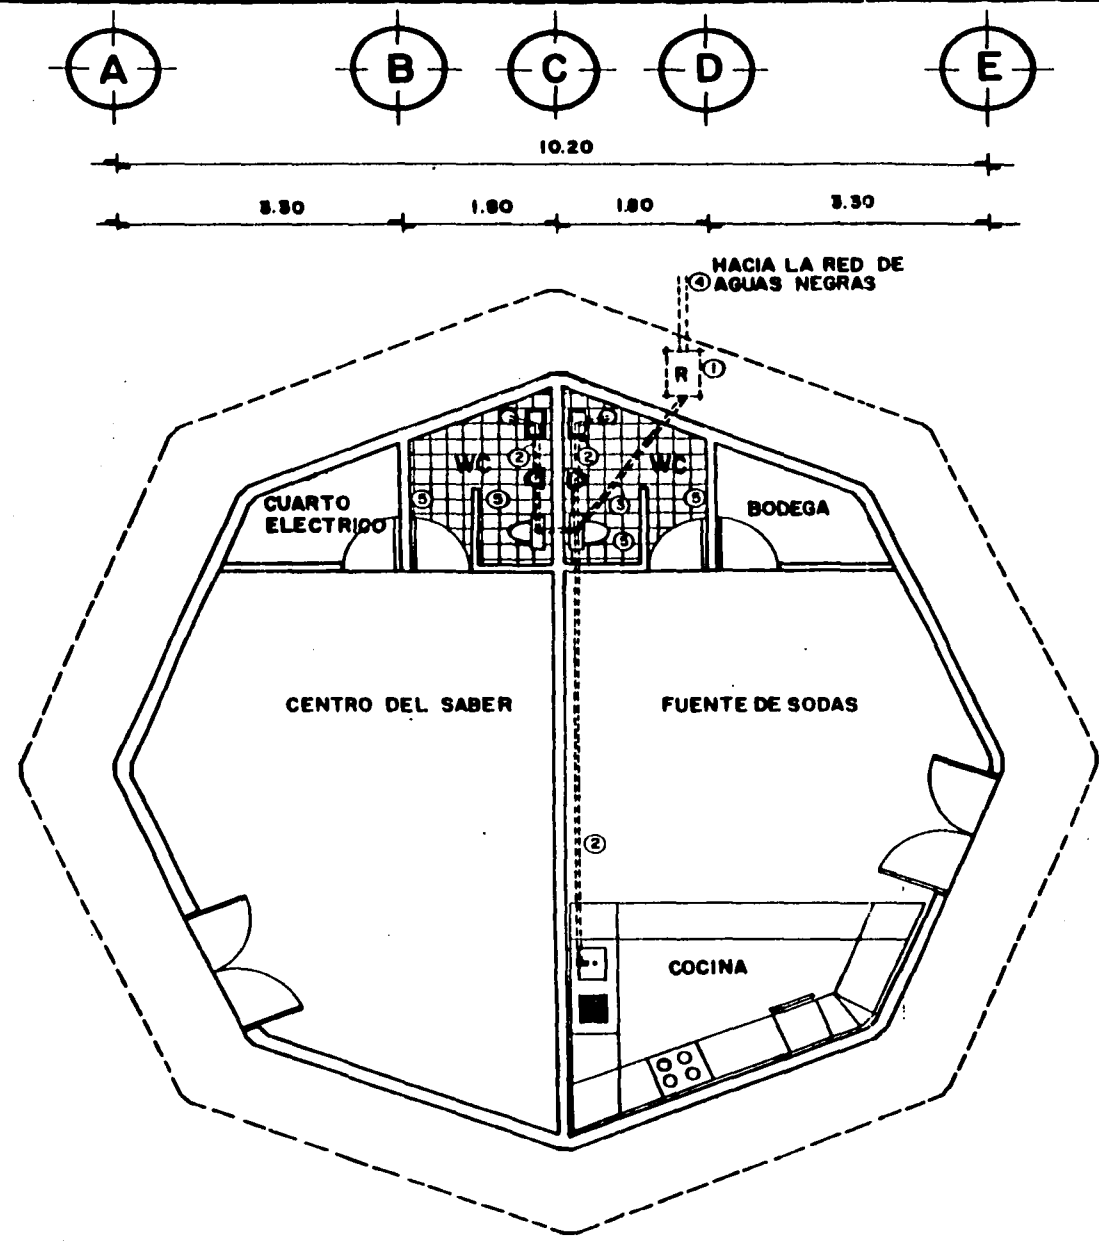 A B C D E
10.20
3.30 1.80 1.80 3.30
HACIA LA RED DE
4 AGUAS NEGRAS
R 1
2 2
WC WC
5 5 3 5
CUARTO
ELECTRICO
BODEGA
5
CENTRO DEL SABER
FUENTE DE SODAS
2
COCINA